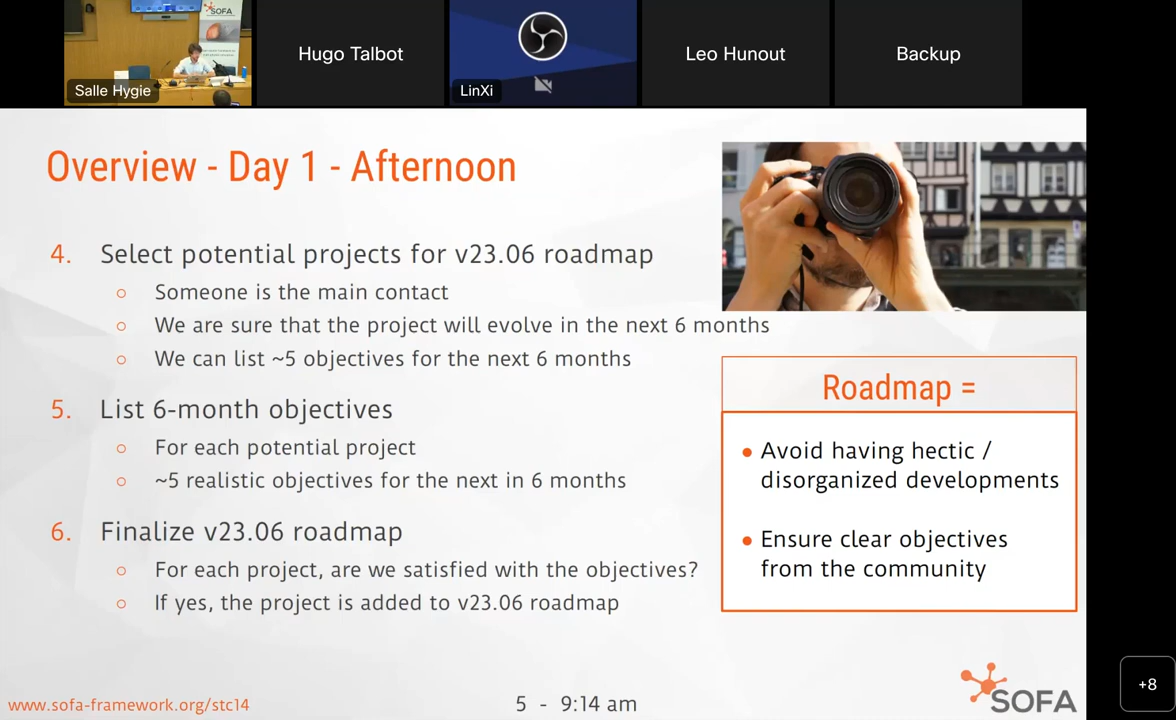 SOFA
Salle Hygie
Hugo Talbot
LinXi
Leo Hunout
Backup
Overview - Day 1 - Afternoon
4. Select potential projects for v23.06 roadmap
○ Someone is the main contact
○ We are sure that the project will evolve in the next 6 months
○ We can list ~5 objectives for the next 6 months
5. List 6-month objectives
○ For each potential project
○ ~5 realistic objectives for the next in 6 months
6. Finalize v23.06 roadmap
○ For each project, are we satisfied with the objectives?
○ If yes, the project is added to v23.06 roadmap
Roadmap =
● Avoid having hectic /
disorganized developments
● Ensure clear objectives
from the community
www.sofa-framework.org/stc14
5 - 9:14 am
SOFA
+8